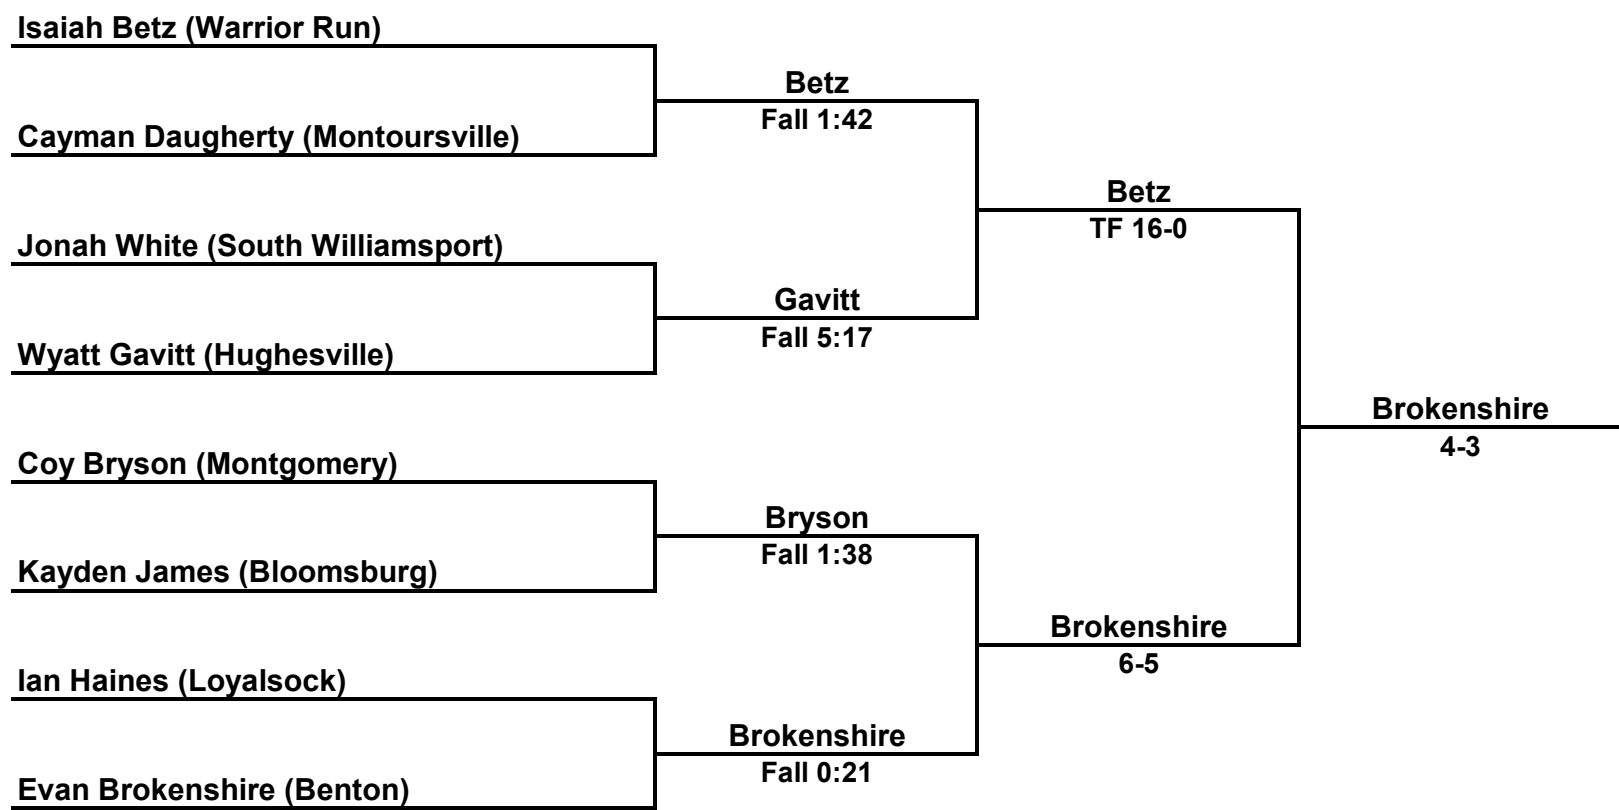 Isaiah Betz (Warrior Run)
Betz
Fall 1:42
Cayman Daugherty (Montoursville)
Betz
TF 16-0
Jonah White (South Williamsport)
Gavitt
Fall 5:17
Wyatt Gavitt (Hughesville)
Brokenshire
4-3
Coy Bryson (Montgomery)
Bryson
Fall 1:38
Kayden James (Bloomsburg)
Brokenshire
6-5
Ian Haines (Loyalsock)
Brokenshire
Fall 0:21
Evan Brokenshire (Benton)